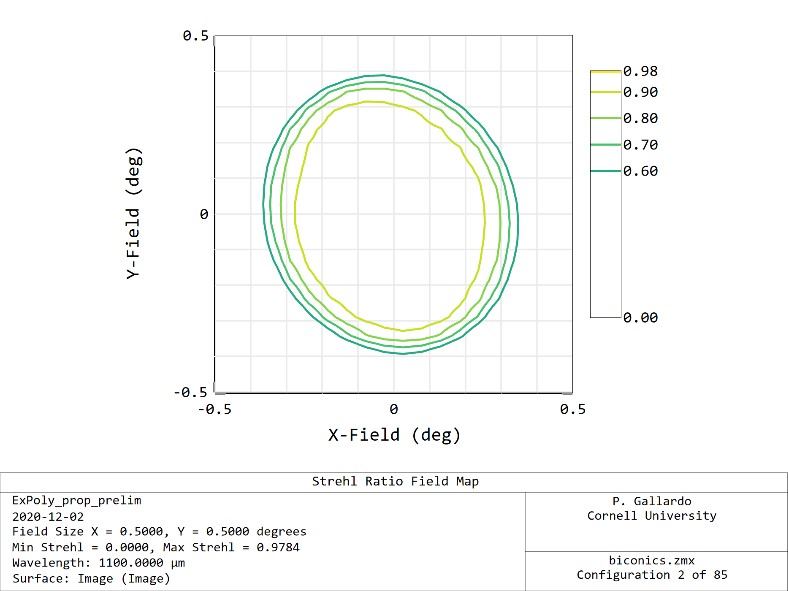 0.5
0
-0.5
Y-Field (deg)
-0.5 0 0.5
X-Field (deg)
0.98
0.90
0.80
0.70
0.60
0.00
Strehl Ratio Field Map
ExPoly_prop_prelim
2020-12-02
Field Size X = 0.5000, Y = 0.5000 degrees
Min Strehl = 0.0000, Max Strehl = 0.9784
Wavelength: 1100.0000 µm
Surface: Image (Image)
P. Gallardo
Cornell University
biconics.zmx
Configuration 2 of 85